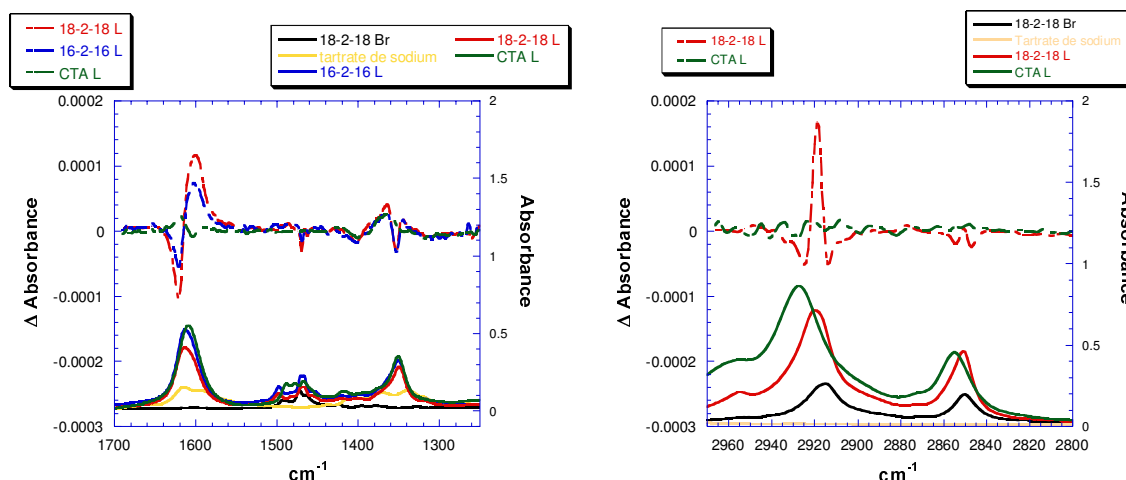 18-2-18 L
16-2-16 L
CTA L
18-2-18 Br
tartrate de sodium
16-2-16 L
18-2-18 L
CTA L
0.0002
0.0001
0
-0.0001
-0.0002
-0.0003
Δ Absorbance
2
1.5
1
0.5
0
Absorbance
1700
1600
1500
1400
1300
cm-1
18-2-18 L
CTA L
18-2-18 Br
Tartrate de sodium
18-2-18 L
CTA L
0.0002
0.0001
0
-0.0001
-0.0002
-0.0003
Δ Absorbance
2
1.5
1
0.5
0
Absorbance
2960
2940
2920
2900
2880
2860
2840
2820
2800
cm-1